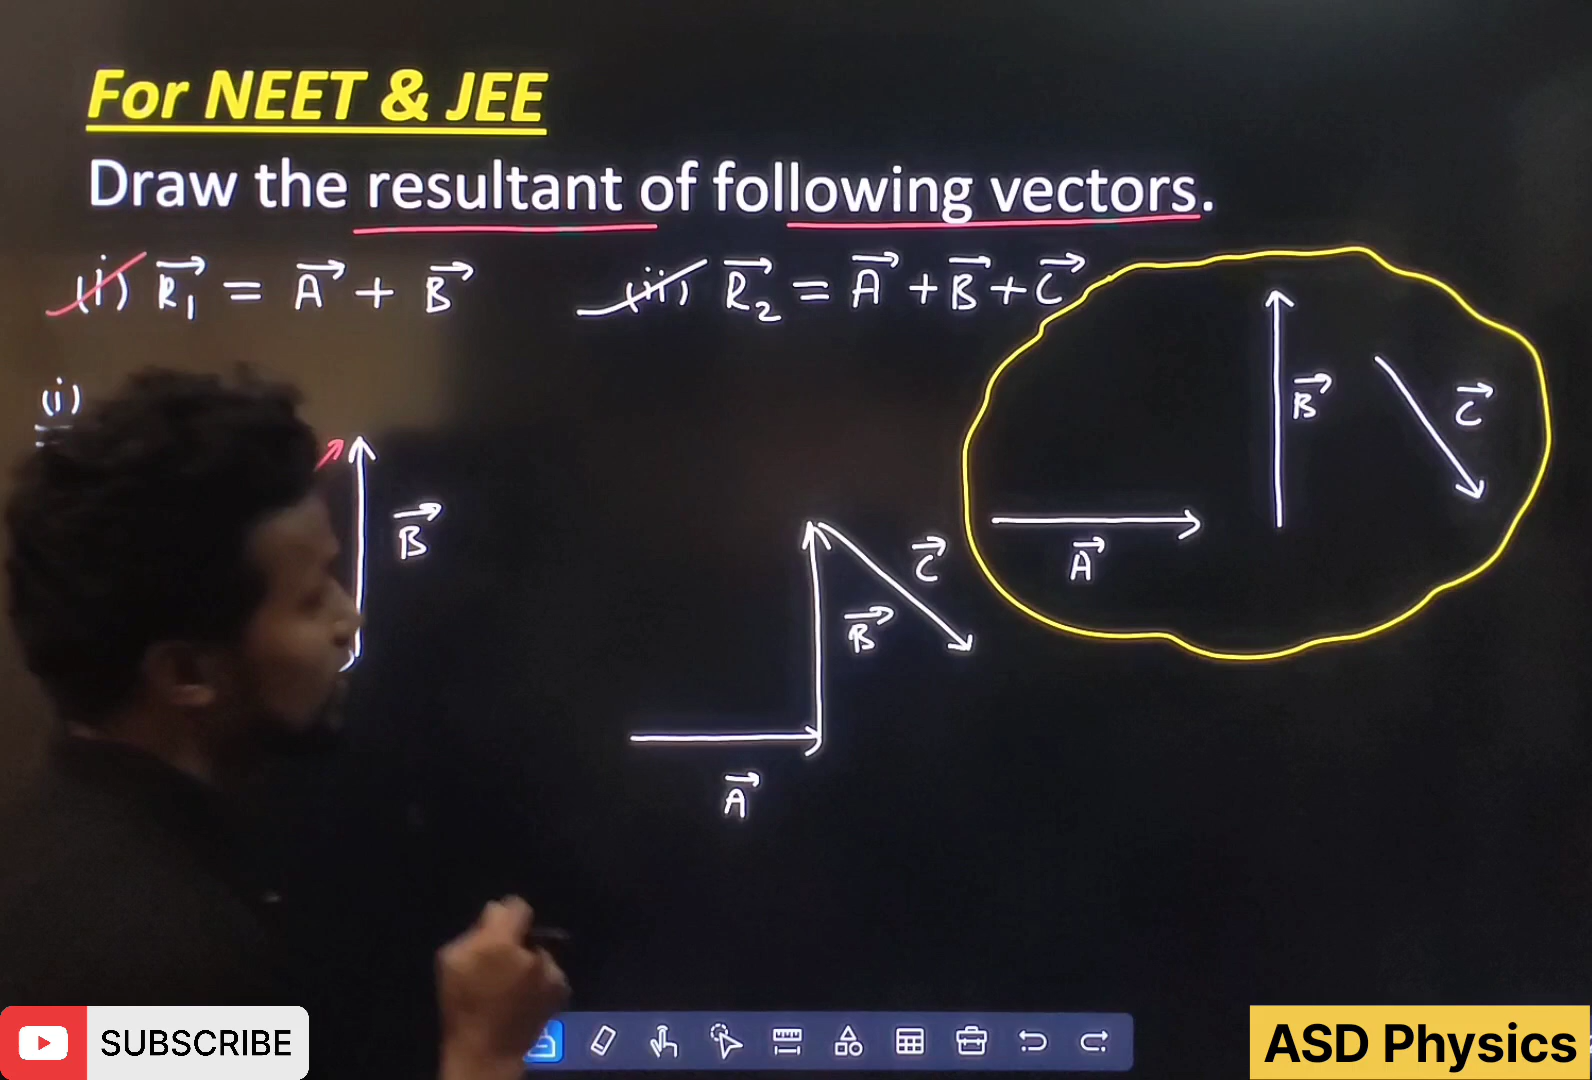 For NEET & JEE
Draw the resultant of following vectors.
(i) R⃗₁ = A⃗ + B⃗
(ii) R⃗₂ = A⃗ + B⃗ + C⃗
(i)
B⃗
A⃗
B⃗
C⃗
A⃗
B⃗
C⃗
SUBSCRIBE
ASD Physics